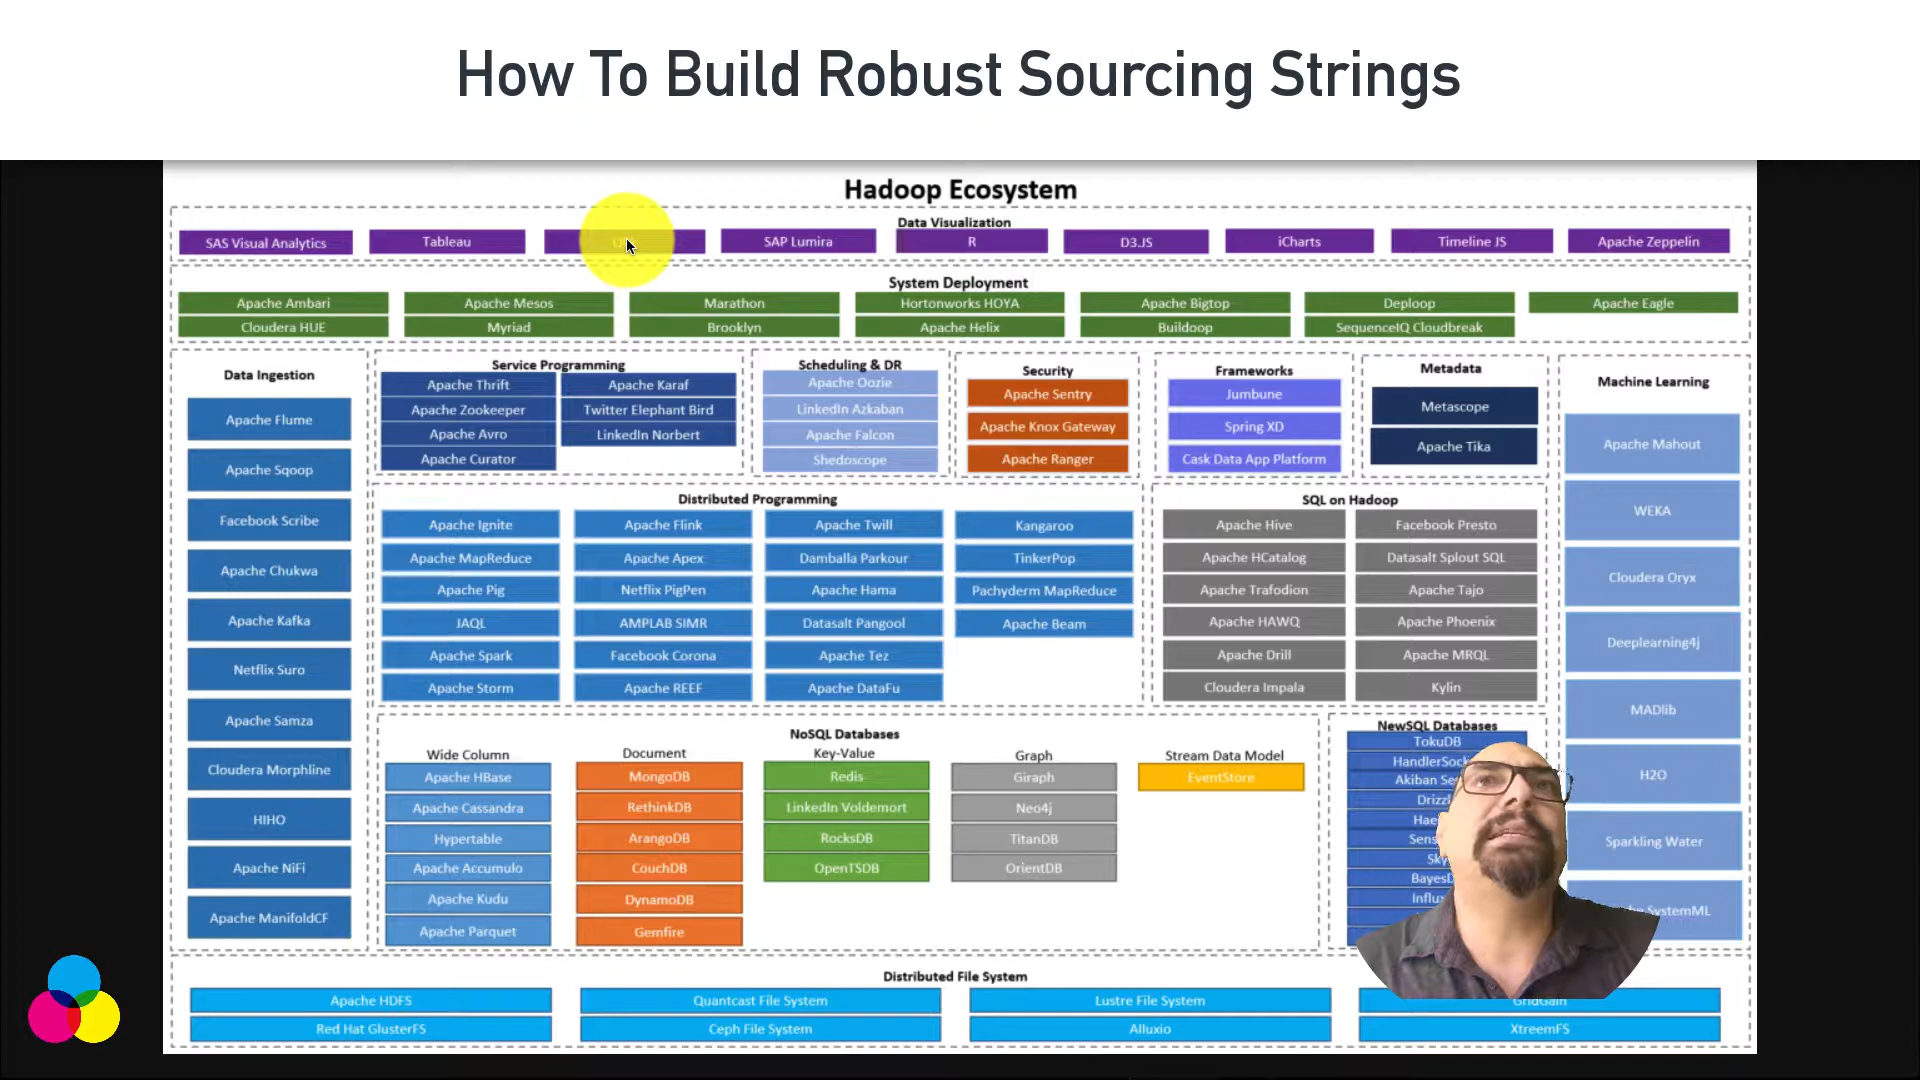 How To Build Robust Sourcing Strings
Hadoop Ecosystem
Data Visualization
SAS Visual Analytics
Tableau
SAP Lumira
R
D3.JS
iCharts
Timeline JS
Apache Zeppelin
System Deployment
Apache Ambari
Apache Mesos
Marathon
Hortonworks HOYA
Apache Bigtop
Deploop
Apache Eagle
Cloudera HUE
Myriad
Brooklyn
Apache Helix
Buildoop
SequenceIQ Cloudbreak
Data Ingestion
Apache Flume
Apache Sqoop
Facebook Scribe
Apache Chukwa
Apache Kafka
Netflix Suro
Apache Samza
Cloudera Morphline
HIHO
Apache NiFi
Apache ManifoldCF
Service Programming
Apache Thrift
Apache Karaf
Apache Zookeeper
Twitter Elephant Bird
Apache Avro
LinkedIn Norbert
Apache Curator
Scheduling & DR
Apache Oozie
LinkedIn Azkaban
Apache Falcon
Shedoscope
Security
Apache Sentry
Apache Knox Gateway
Apache Ranger
Frameworks
Jumbune
Spring XD
Cask Data App Platform
Metadata
Metascope
Apache Tika
Machine Learning
Apache Mahout
WEKA
Cloudera Oryx
Deeplearning4j
MADlib
H2O
Sparkling Water
SystemML
Distributed Programming
Apache Ignite
Apache Flink
Apache Twill
Kangaroo
Apache MapReduce
Apache Apex
Damballa Parkour
TinkerPop
Apache Pig
Netflix PigPen
Apache Hama
Pachyderm MapReduce
JAQL
AMPLAB SIMR
Datasalt Pangool
Apache Beam
Apache Spark
Facebook Corona
Apache Tez
Apache Storm
Apache REEF
Apache DataFu
SQL on Hadoop
Apache Hive
Facebook Presto
Apache HCatalog
Datasalt Splout SQL
Apache Trafodion
Apache Tajo
Apache HAWQ
Apache Phoenix
Apache Drill
Apache MRQL
Cloudera Impala
Kylin
NoSQL Databases
Wide Column
Apache HBase
Apache Cassandra
Hypertable
Apache Accumulo
Apache Kudu
Apache Parquet
Document
MongoDB
RethinkDB
ArangoDB
CouchDB
DynamoDB
Gemfire
Key-Value
Redis
LinkedIn Voldemort
RocksDB
OpenTSDB
Graph
Giraph
Neo4j
TitanDB
OrientDB
Stream Data Model
EventStore
NewSQL Databases
TokuDB
Akiban
Distributed File System
Apache HDFS
Quantcast File System
Lustre File System
GridGain
Red Hat GlusterFS
Ceph File System
Alluxio
XtreemFS